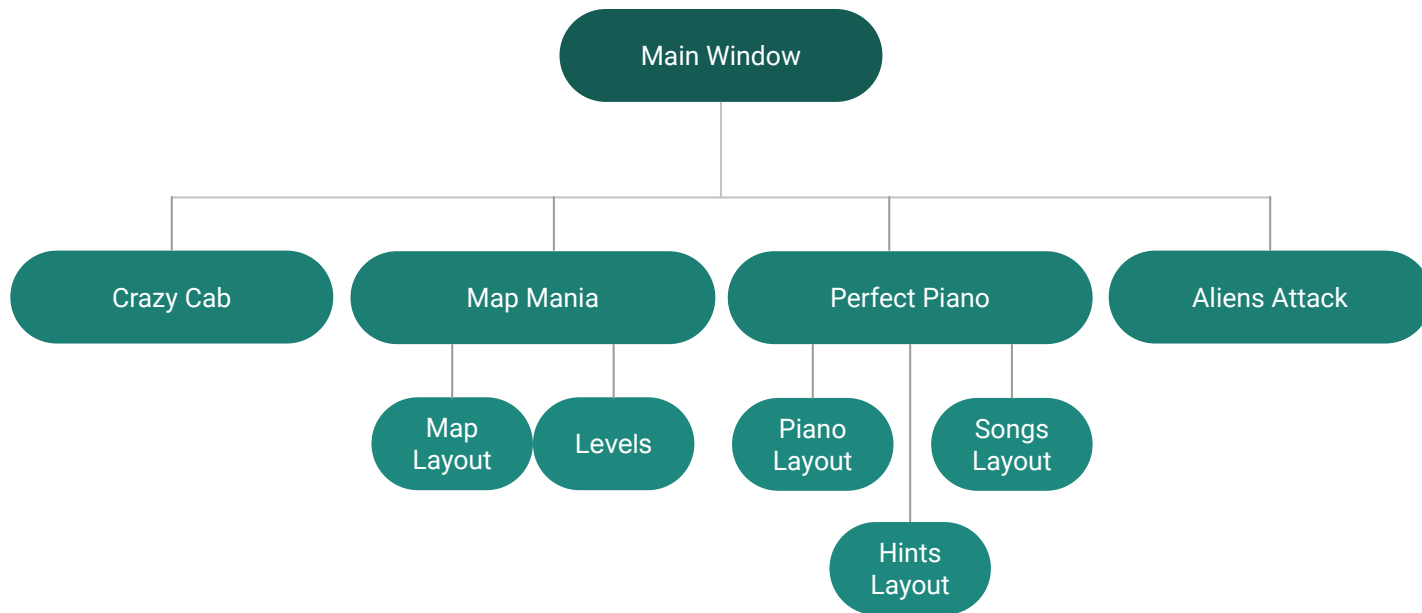 Main Window
Crazy Cab
Map Mania
Perfect Piano
Aliens Attack
Map
Layout
Levels
Piano
Layout
Songs
Layout
Hints
Layout